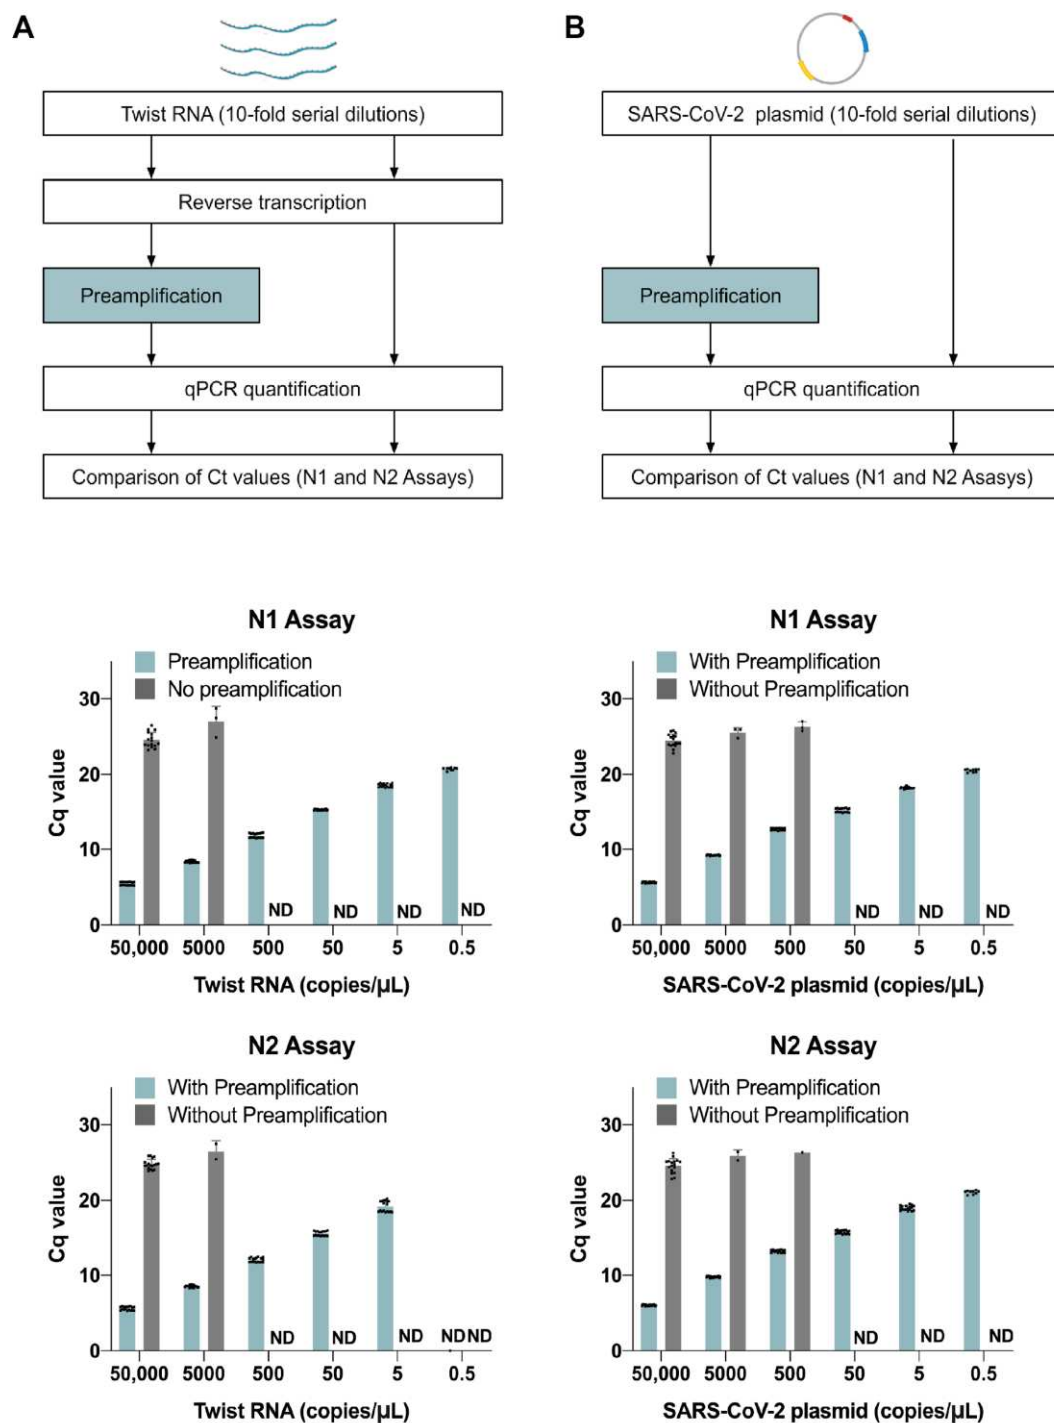 A
Twist RNA (10-fold serial dilutions)
Reverse transcription
Preamplification
qPCR quantification
Comparison of Ct values (N1 and N2 Assays)
B
SARS-CoV-2 plasmid (10-fold serial dilutions)
Preamplification
qPCR quantification
Comparison of Ct values (N1 and N2 Asasys)
N1 Assay
Preamplification
No preamplification
Cq value
30
20
10
0
ND ND ND ND
50,000 5000 500 50 5 0.5
Twist RNA (copies/µL)
N1 Assay
With Preamplification
Without Preamplification
Cq value
30
20
10
0
ND ND ND
50,000 5000 500 50 5 0.5
SARS-CoV-2 plasmid (copies/µL)
N2 Assay
With Preamplification
Without Preamplification
Cq value
30
20
10
0
ND ND ND ND ND
50,000 5000 500 50 5 0.5
Twist RNA (copies/µL)
N2 Assay
With Preamplification
Without Preamplification
Cq value
30
20
10
0
ND ND ND
50,000 5000 500 50 5 0.5
SARS-CoV-2 plasmid (copies/µL)